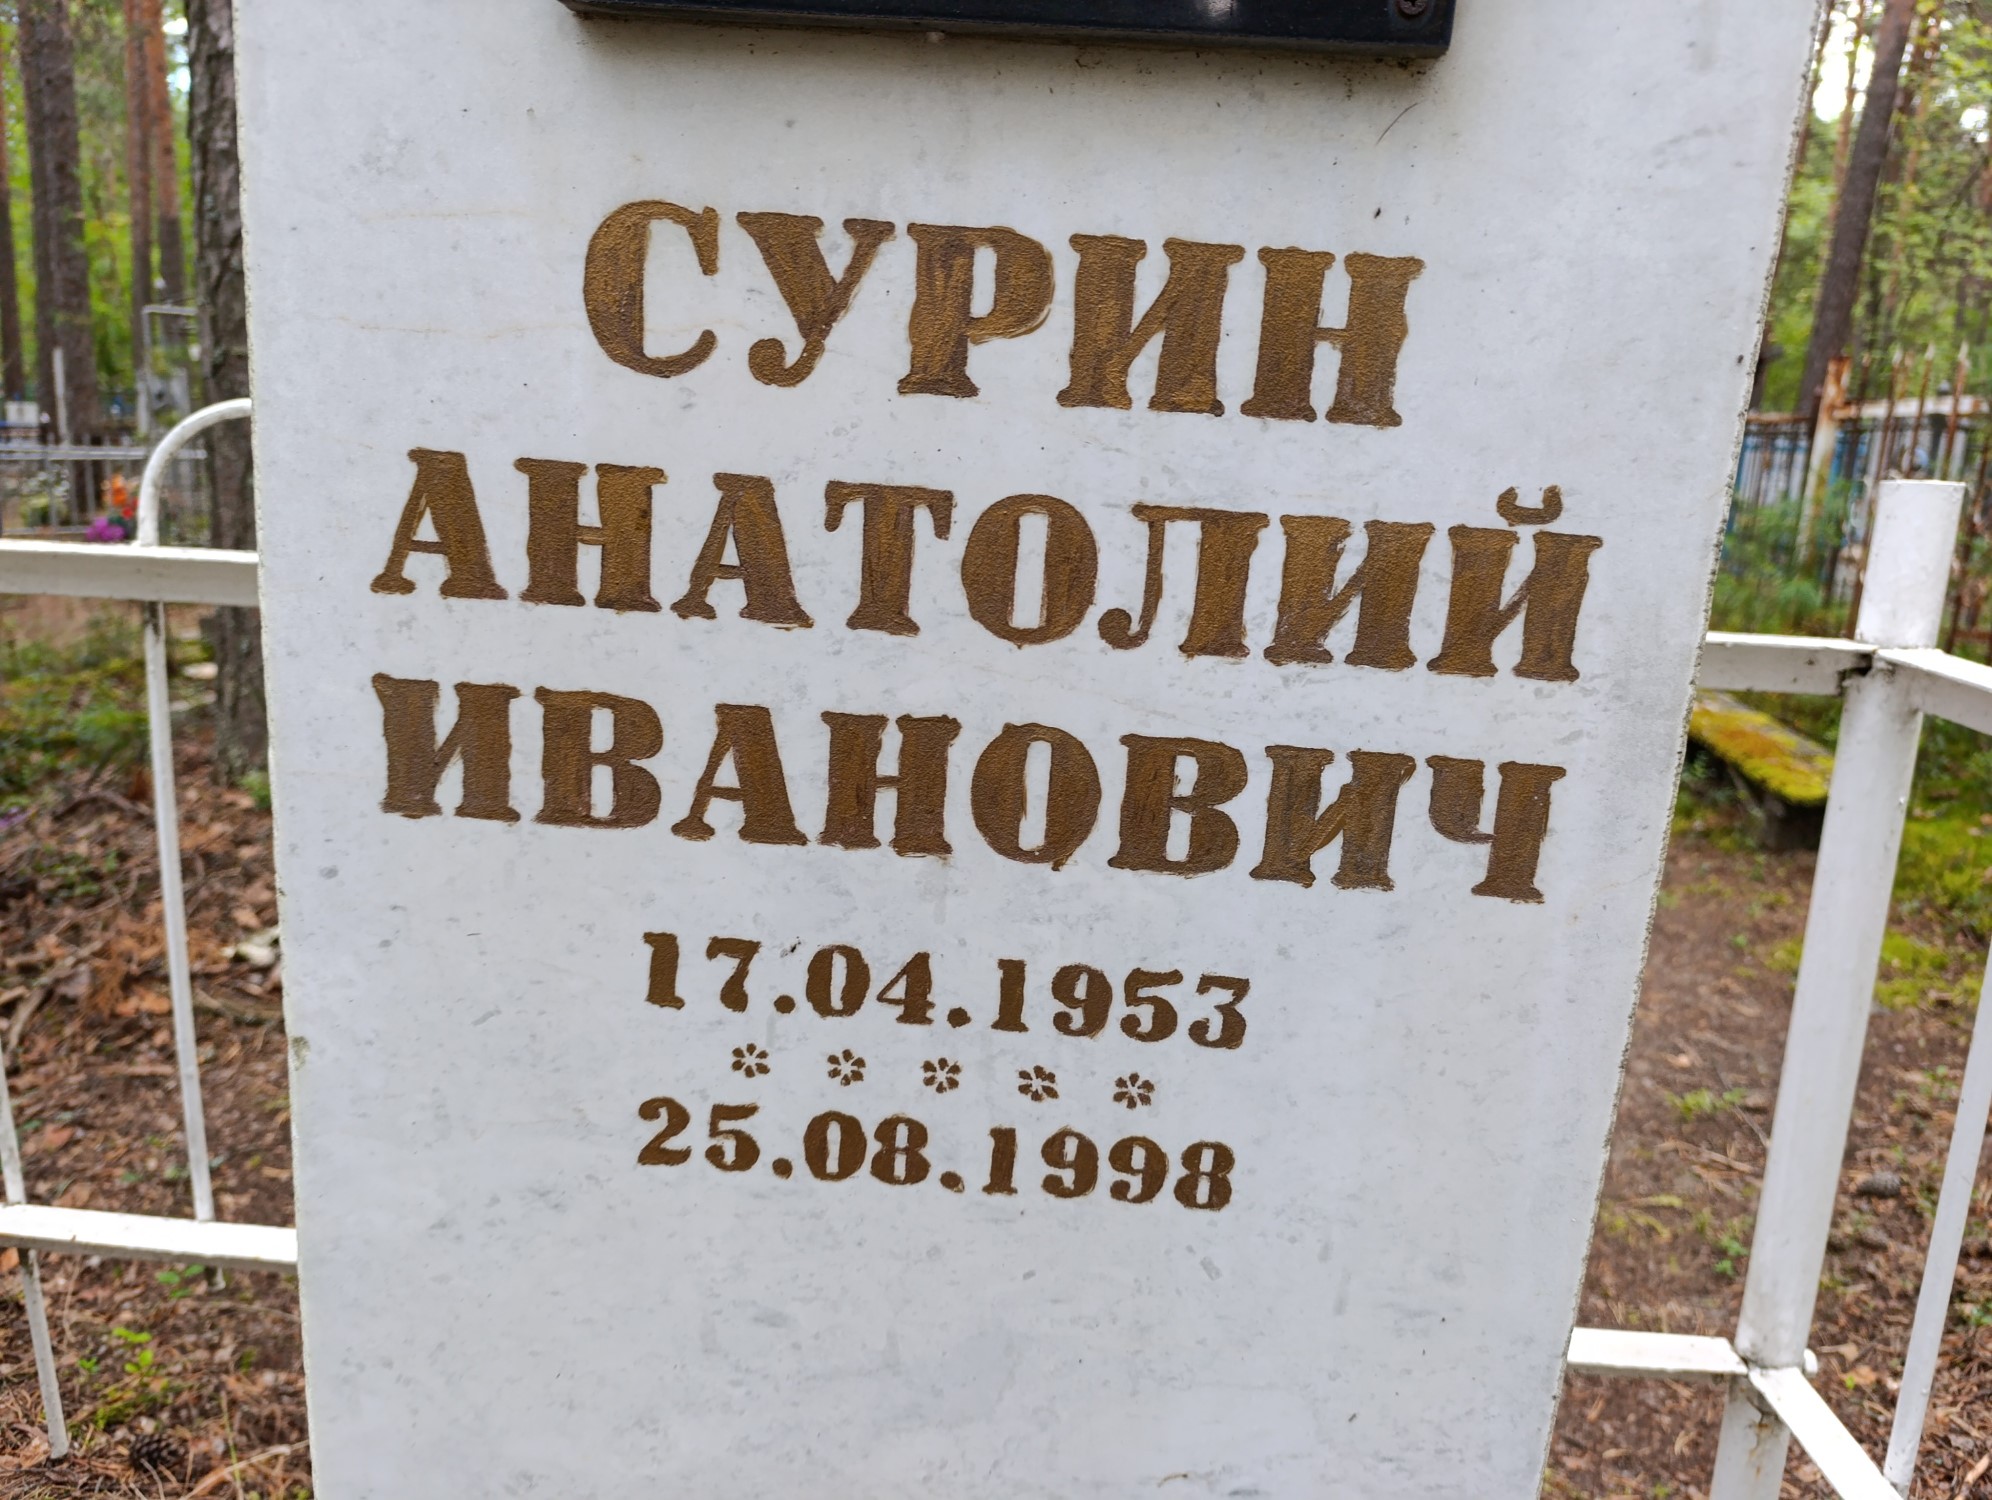 СУРИН
АНАТОЛИЙ
ИВАНОВИЧ
17.04.1953
* * * * *
25.08.1998